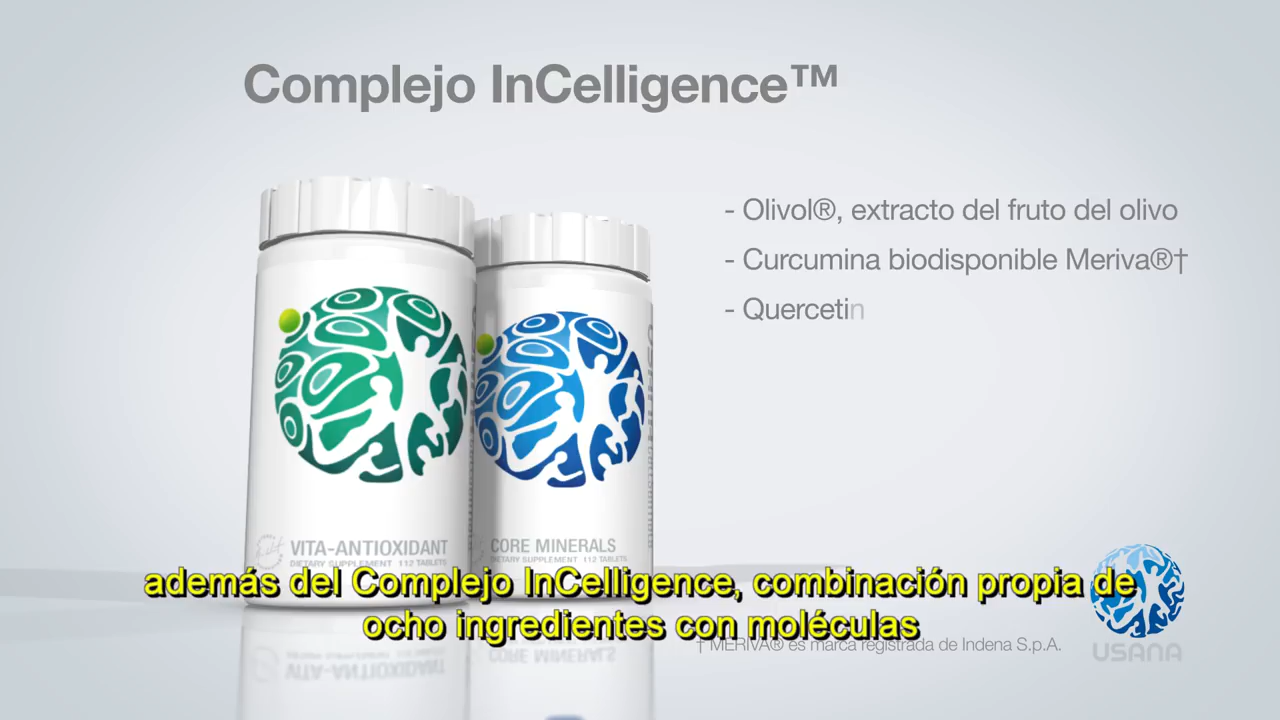 Complejo InCelligence™
- Olivol®, extracto del fruto del olivo
- Curcumina biodisponible Meriva®†
- Quercetin
VITA-ANTIOXIDANT
DIETARY SUPPLEMENT 112 TABLETS
CORE MINERALS
DIETARY SUPPLEMENT 112 TABLETS
además del Complejo InCelligence, combinación propia de
ocho ingredientes con moléculas
† MERIVA® es marca registrada de Indena S.p.A.
USANA